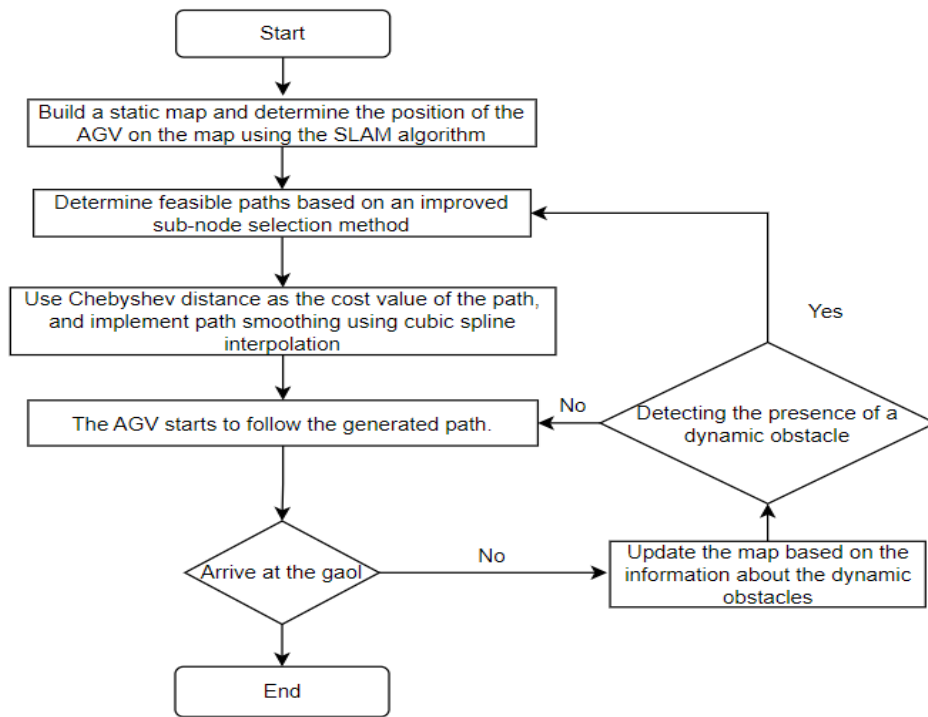 Start
Build a static map and determine the position of the
AGV on the map using the SLAM algorithm
Determine feasible paths based on an improved
sub-node selection method
Use Chebyshev distance as the cost value of the path,
and implement path smoothing using cubic spline
interpolation
Yes
The AGV starts to follow the generated path.
No
Detecting the presence of a
dynamic obstacle
Arrive at the gaol
No
Update the map based on the
information about the dynamic
obstacles
End